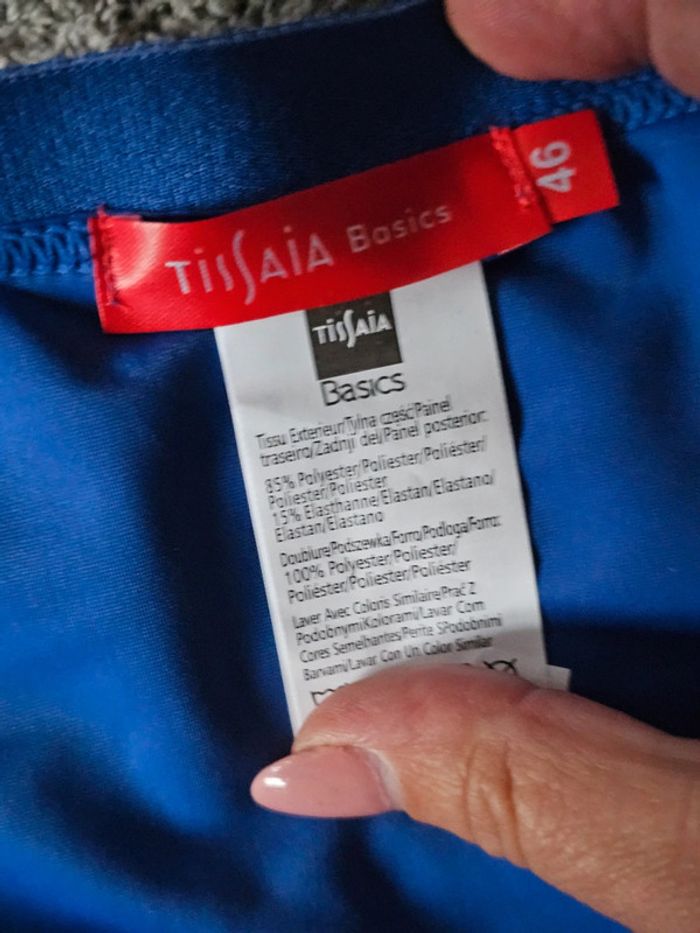 TISSAIA Basics
46
TISSAIA
Basics
Tissu Exterieur/Tylna część/Painel
traseiro/Zadnji del/Panel posterior:
85% Polyester/Poliester/Poliéster/
Poliester/Poliester
15% Elasthanne/Elastan/Elastano/
Elastan/Elastano
Doublure/Podszewka/Forro/Podloga/Forro:
100% Polyester/Poliester/
Poliéster/Poliester/Poliéster
Laver Avec Coloris Similaire/Prać Z
Podobnymi Kolorami/Lavar Com
Cores Semelhantes/Perite S Podobnimi
Barvami/Lavar Con Un Color Similar